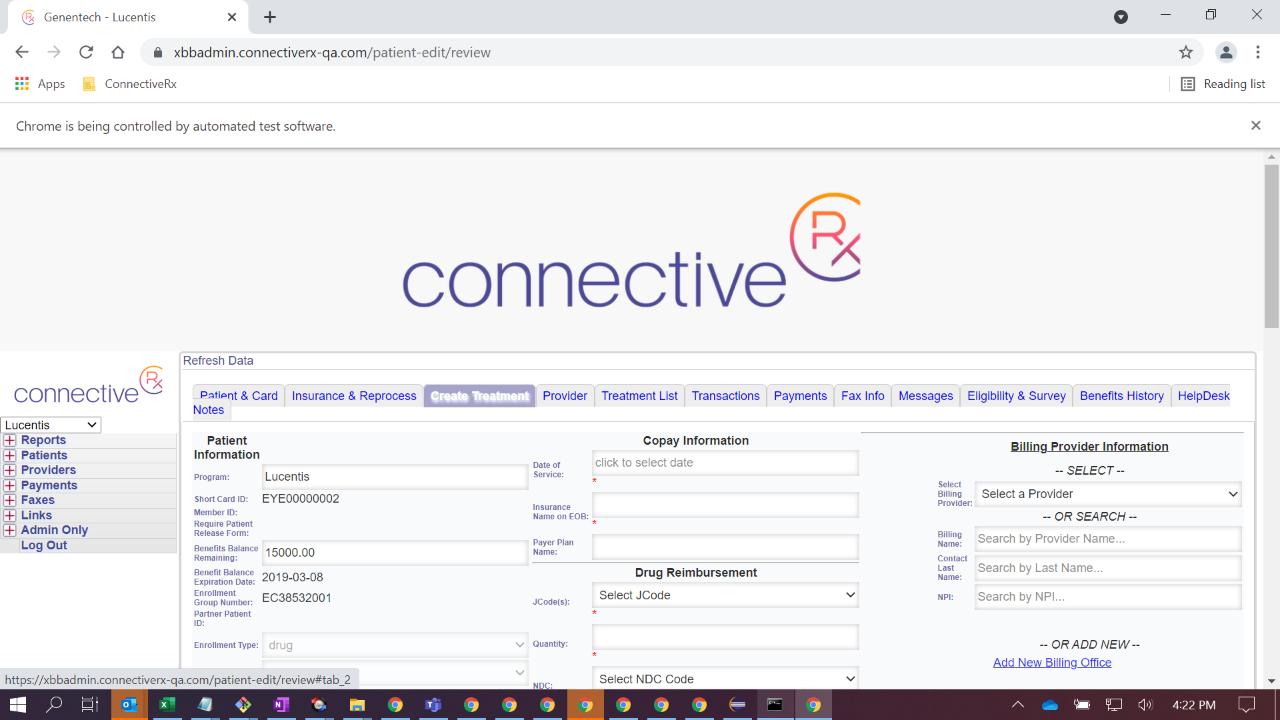 Genentech - Lucentis
xbbadmin.connectiverx-qa.com/patient-edit/review
Apps ConnectiveRx Reading list
Chrome is being controlled by automated test software.
connective Rx
connective Rx
Lucentis
Reports
Patients
Providers
Payments
Faxes
Links
Admin Only
Log Out
Refresh Data
Patient & Card Insurance & Reprocess Create Treatment Provider Treatment List Transactions Payments Fax Info Messages Eligibility & Survey Benefits History HelpDesk
Notes
Patient
Information
Program: Lucentis
Short Card ID: EYE00000002
Member ID:
Require Patient
Release Form:
Benefits Balance
Remaining: 15000.00
Benefit Balance
Expiration Date: 2019-03-08
Enrollment
Group Number: EC38532001
Partner Patient
ID:
Enrollment Type: drug
Copay Information
Date of
Service: click to select date
*
Insurance
Name on EOB:
*
Payer Plan
Name:
Drug Reimbursement
JCode(s): Select JCode
*
Quantity:
*
NDC: Select NDC Code
Billing Provider Information
-- SELECT --
Select
Billing
Provider: Select a Provider
-- OR SEARCH --
Billing
Name: Search by Provider Name...
Contact
Last
Name: Search by Last Name...
NPI: Search by NPI...
-- OR ADD NEW --
Add New Billing Office
https://xbbadmin.connectiverx-qa.com/patient-edit/review#tab_2
4:22 PM